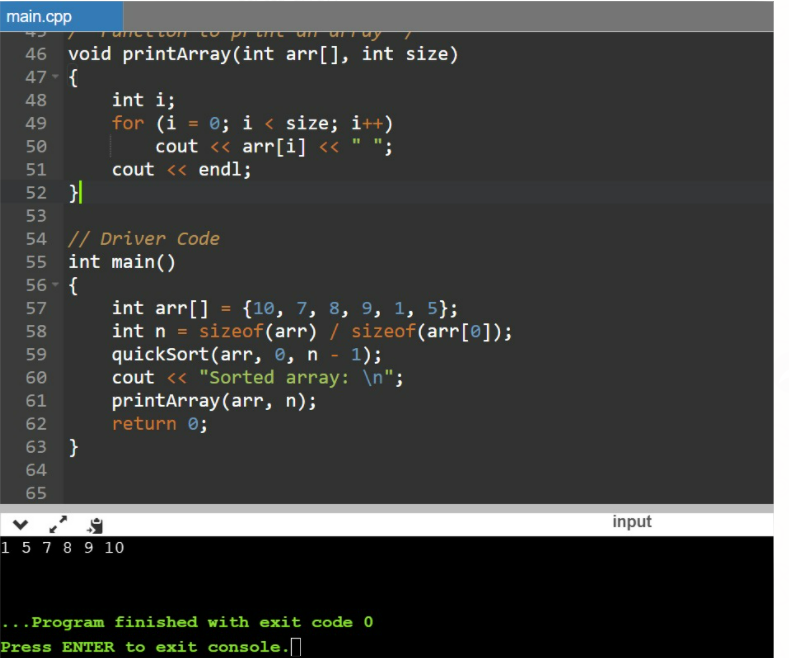 main.cpp
45 /* Function to print an array */
46 void printArray(int arr[], int size)
47 {
48 int i;
49 for (i = 0; i < size; i++)
50 cout << arr[i] << " ";
51 cout << endl;
52 }
53
54 // Driver Code
55 int main()
56 {
57 int arr[] = {10, 7, 8, 9, 1, 5};
58 int n = sizeof(arr) / sizeof(arr[0]);
59 quickSort(arr, 0, n - 1);
60 cout << "Sorted array: \n";
61 printArray(arr, n);
62 return 0;
63 }
64
65
input
1 5 7 8 9 10
...Program finished with exit code 0
Press ENTER to exit console.